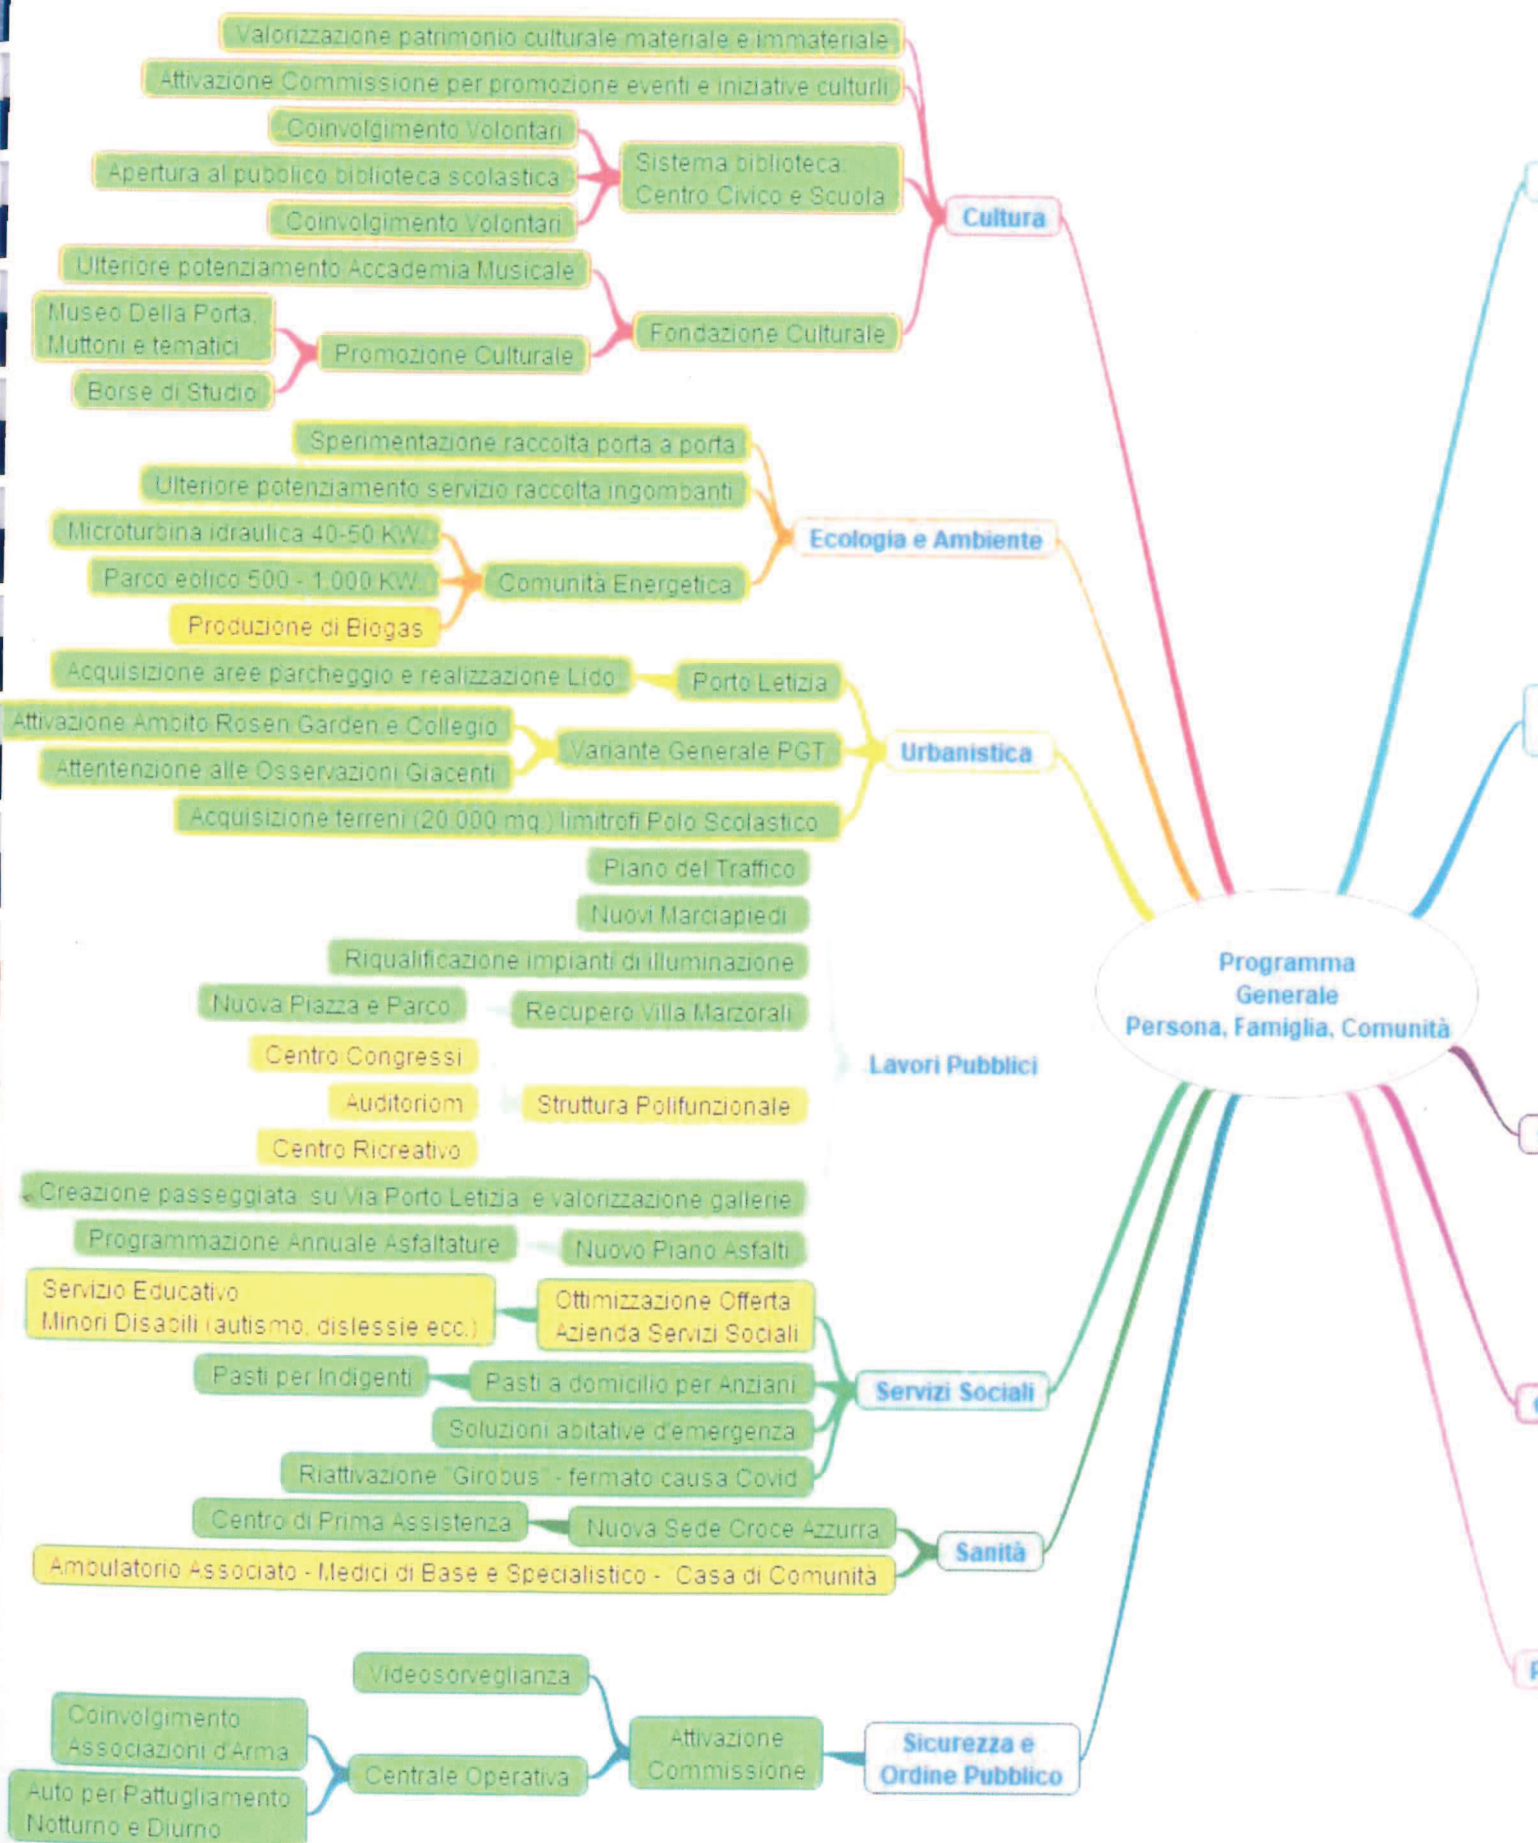 Valorizzazione patrimonio culturale materiale e immateriale
Attivazione Commissione per promozione eventi e iniziative culturli
Coinvolgimento Volontari
Apertura al pubblico biblioteca scolastica
Coinvolgimento Volontari
Sistema biblioteca:
Centro Civico e Scuola
Cultura
Ulteriore potenziamento Accademia Musicale
Museo Della Porta,
Muttoni e tematici
Borse di Studio
Promozione Culturale
Fondazione Culturale
Sperimentazione raccolta porta a porta
Ulteriore potenziamento servizio raccolta ingombanti
Microturbina idraulica 40-50 KW.
Parco eolico 500 - 1.000 KW.
Produzione di Biogas
Comunità Energetica
Ecologia e Ambiente
Acquisizione aree parcheggio e realizzazione Lido
Porto Letizia
Attivazione Ambito Rosen Garden e Collegio
Attentenzione alle Osservazioni Giacenti
Variante Generale PGT
Urbanistica
Acquisizione terreni (20.000 mq.) limitrofi Polo Scolastico
Piano del Traffico
Nuovi Marciapiedi
Riqualificazione impianti di illuminazione
Nuova Piazza e Parco
Recupero Villa Marzorali
Centro Congressi
Auditoriom
Centro Ricreativo
Struttura Polifunzionale
Lavori Pubblici
Creazione passeggiata su Via Porto Letizia e valorizzazione gallerie
Programmazione Annuale Asfaltature
Nuovo Piano Asfalti
Servizio Educativo
Minori Disabili (autismo, dislessie ecc.)
Ottimizzazione Offerta
Azienda Servizi Sociali
Pasti per Indigenti
Pasti a domicilio per Anziani
Soluzioni abitative d'emergenza
Riattivazione "Girobus" - fermato causa Covid
Servizi Sociali
Centro di Prima Assistenza
Nuova Sede Croce Azzurra
Ambulatorio Associato - Medici di Base e Specialistico - Casa di Comunità
Sanità
Videosorveglianza
Coinvolgimento
Associazioni d'Arma
Auto per Pattugliamento
Notturno e Diurno
Centrale Operativa
Attivazione
Commissione
Sicurezza e
Ordine Pubblico
Programma
Generale
Persona, Famiglia, Comunità